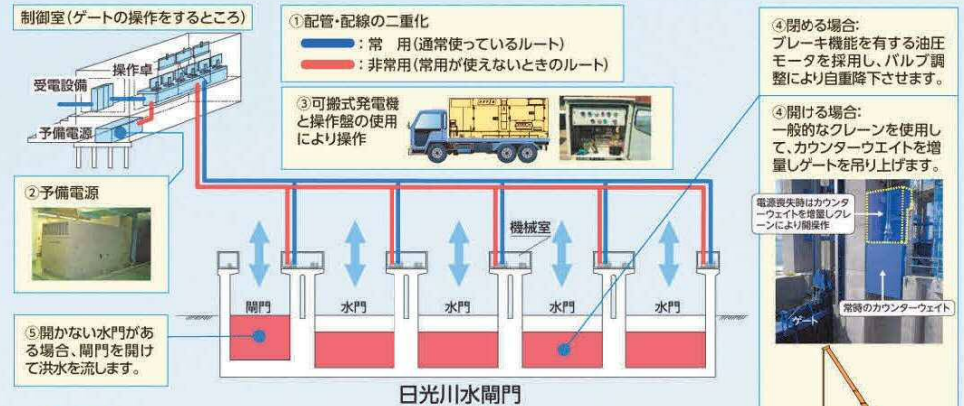 制御室(ゲートの操作をするところ)
受電設備
操作卓
予備電源
②予備電源
①配管・配線の二重化
:常 用(通常使っているルート)
:非常用(常用が使えないときのルート)
③可搬式発電機
と操作盤の使用
により操作
機械室
閘門
水門
水門
水門
水門
⑤開かない水門があ
る場合、閘門を開け
て洪水を流します。
日光川水閘門
④閉める場合:
ブレーキ機能を有する油圧
モータを採用し、バルブ調
整により自重降下させます。
④開ける場合:
一般的なクレーンを使用し
て、カウンターウエイトを増
量しゲートを吊り上げます。
電源喪失時はカウンタ
ーウェイトを増量しクレ
ーンにより開操作
常時のカウンターウェイト
ゲート